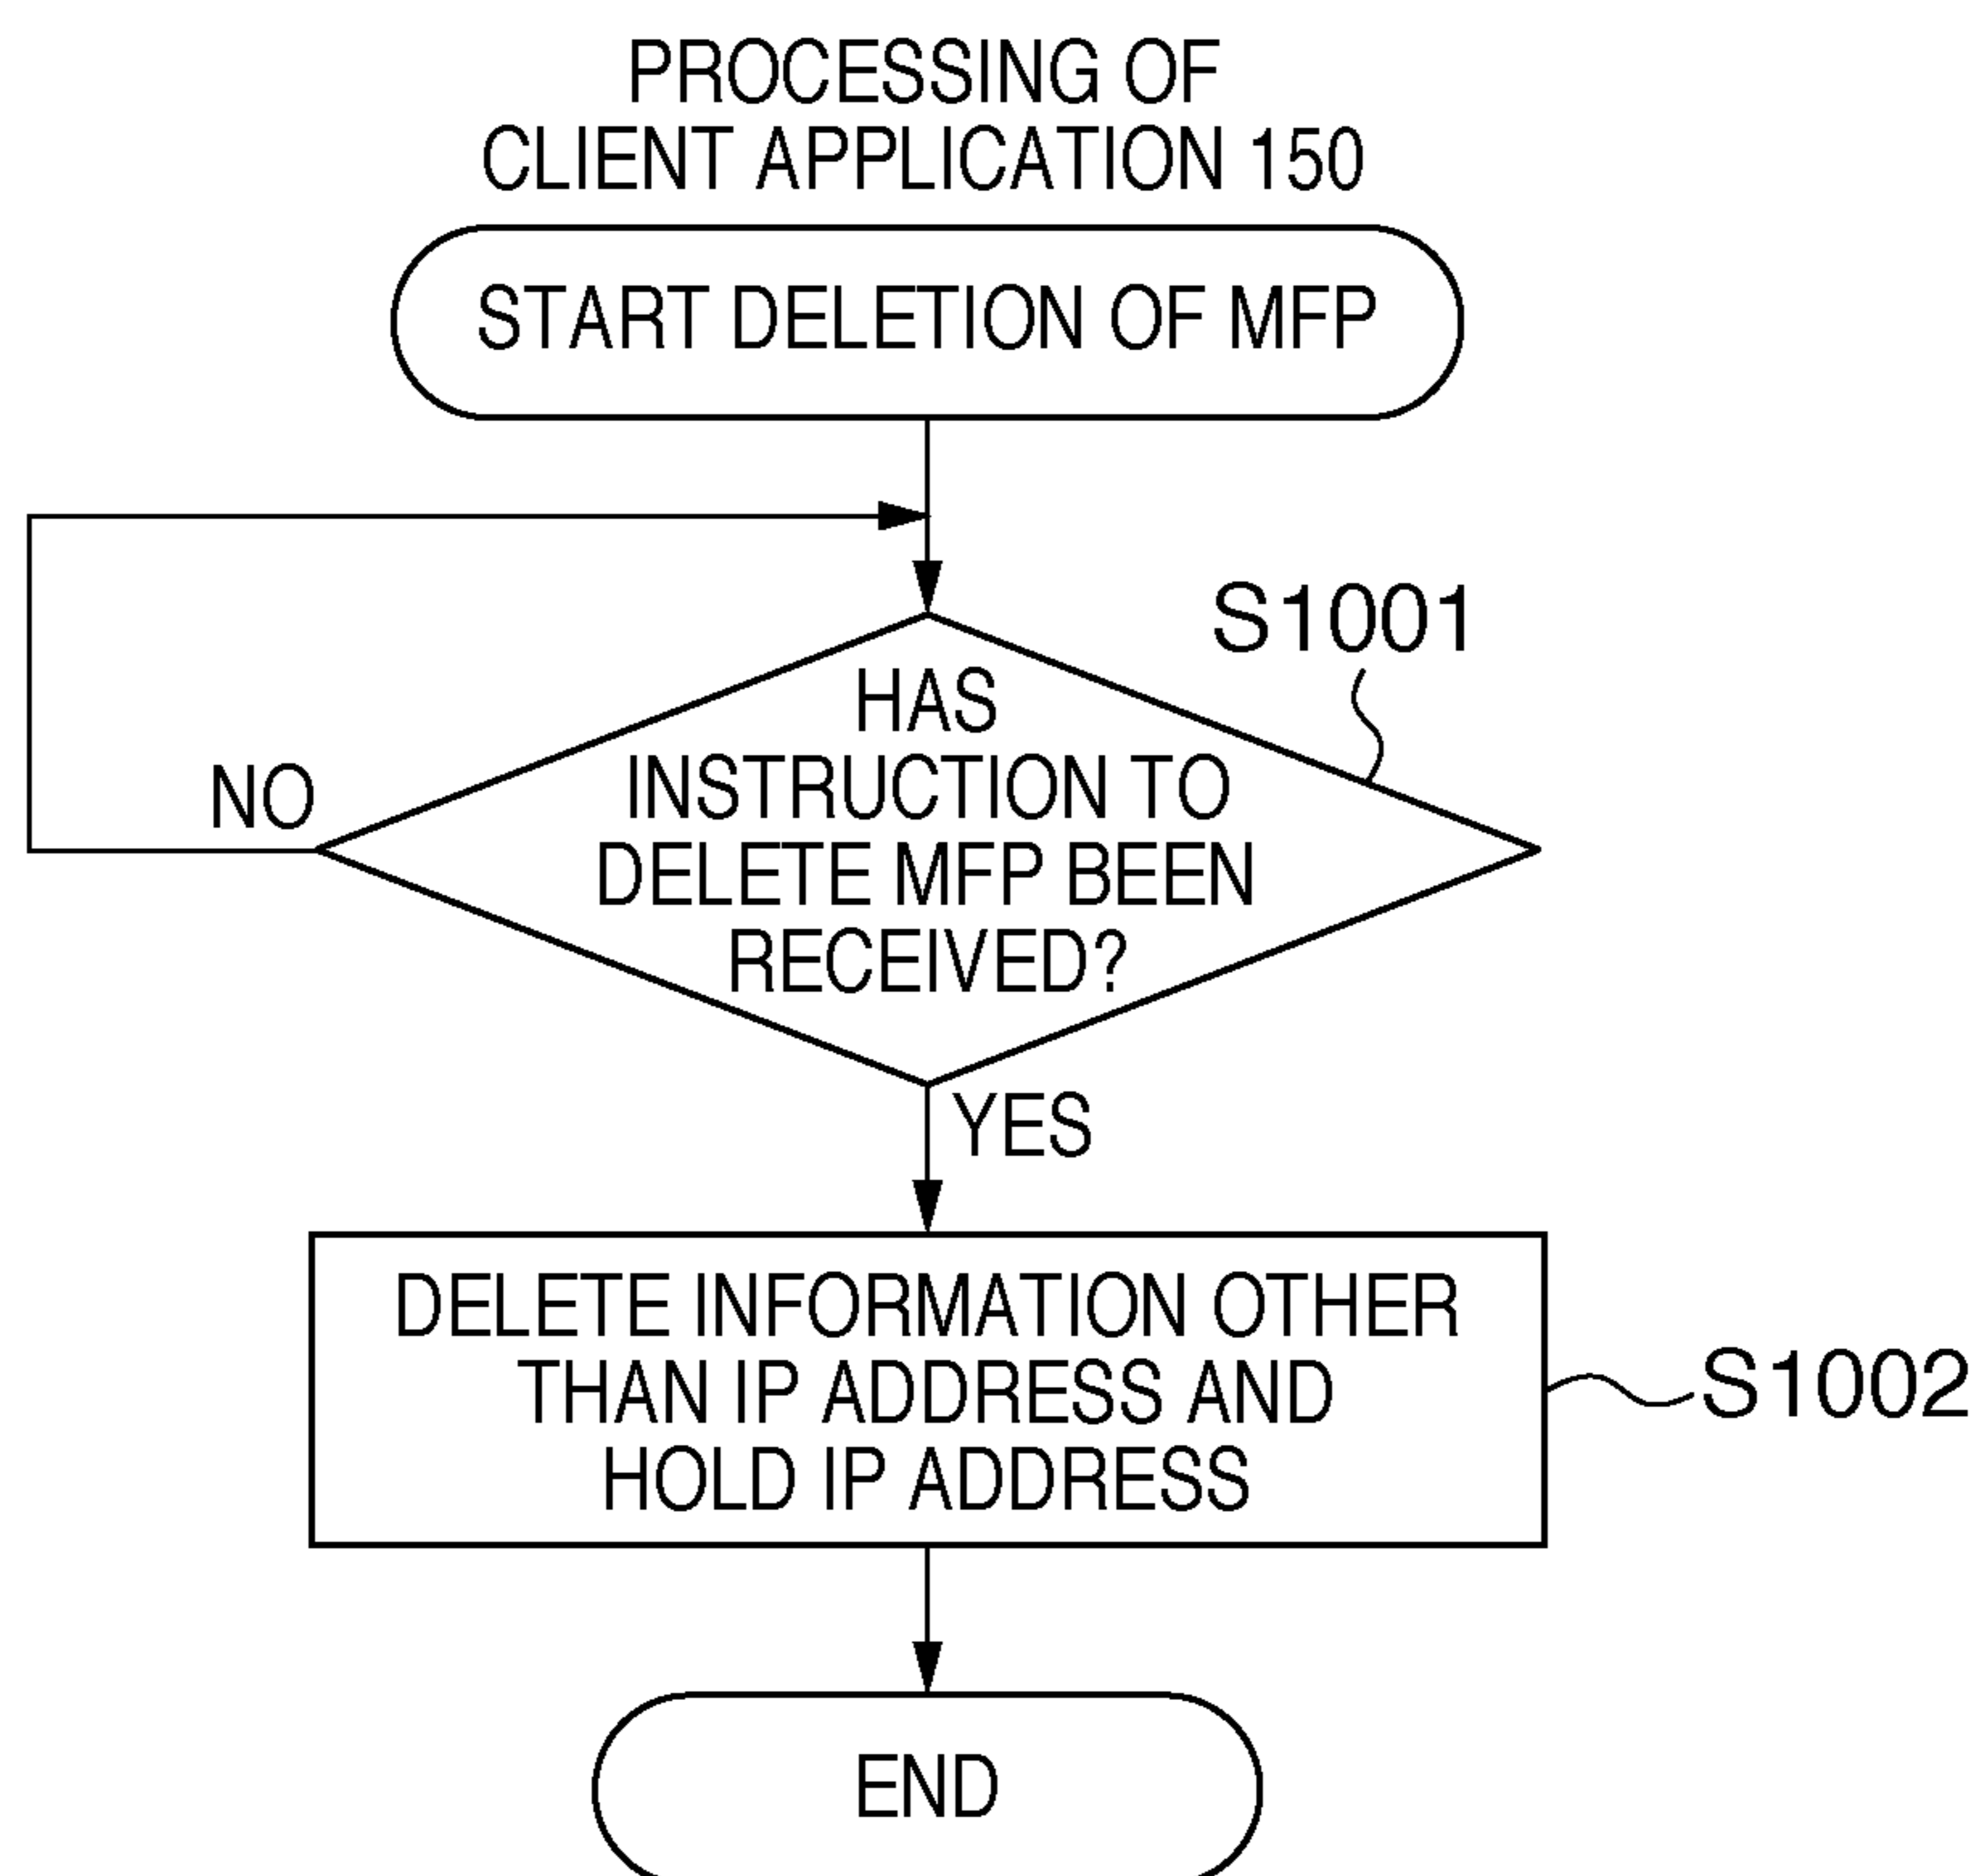 PROCESSING OF
CLIENT APPLICATION 150
START DELETION OF MFP
S1001
HAS
INSTRUCTION TO
DELETE MFP BEEN
RECEIVED?
NO
YES
DELETE INFORMATION OTHER
THAN IP ADDRESS AND
HOLD IP ADDRESS
S1002
END